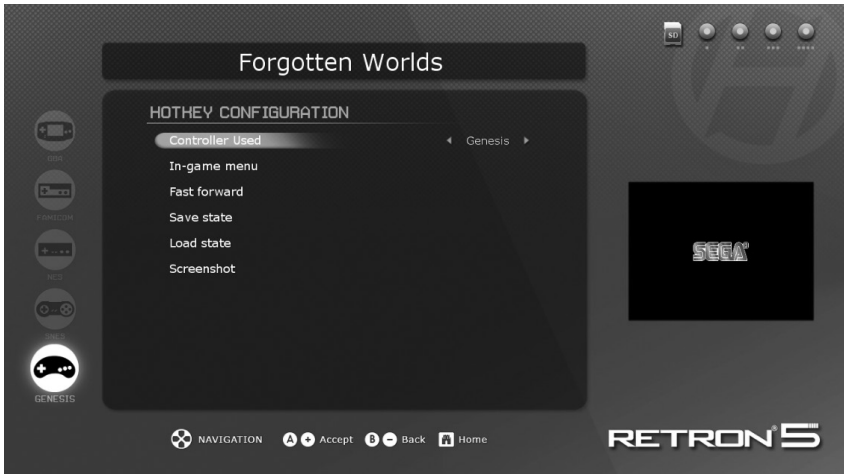 SD
Forgotten Worlds
HOTKEY CONFIGURATION
Controller Used
Genesis
In-game menu
Fast forward
Save state
Load state
Screenshot
FAMICOM
NES
SNES
GENESIS
SEGA®
NAVIGATION
A + Accept
B - Back
Home
RETRON® 5